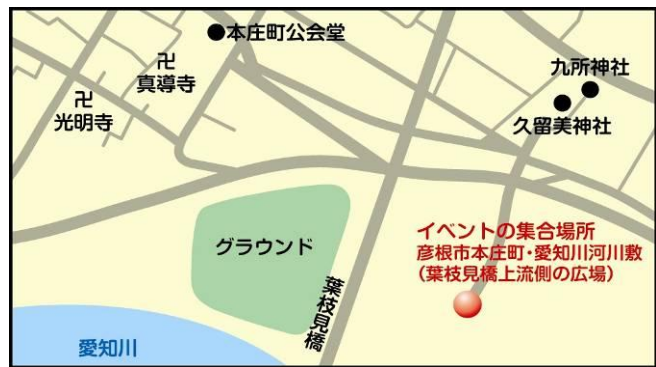 本庄町公会堂
卍
真導寺
卍
光明寺
九所神社
久留美神社
イベントの集合場所
彦根市本庄町・愛知川河川敷
（葉枝見橋上流側の広場）
グラウンド
葉枝見橋
愛知川